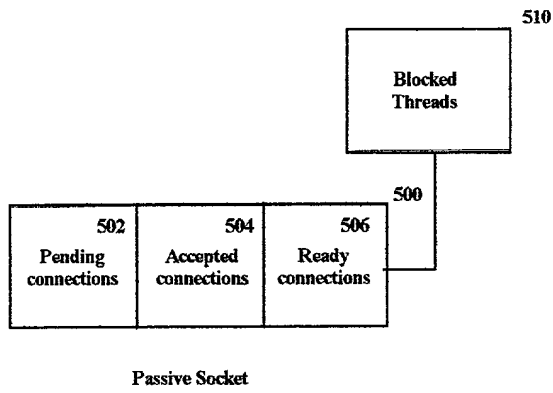 510
Blocked
Threads
500
502
Pending
connections
504
Accepted
connections
506
Ready
connections
Passive Socket